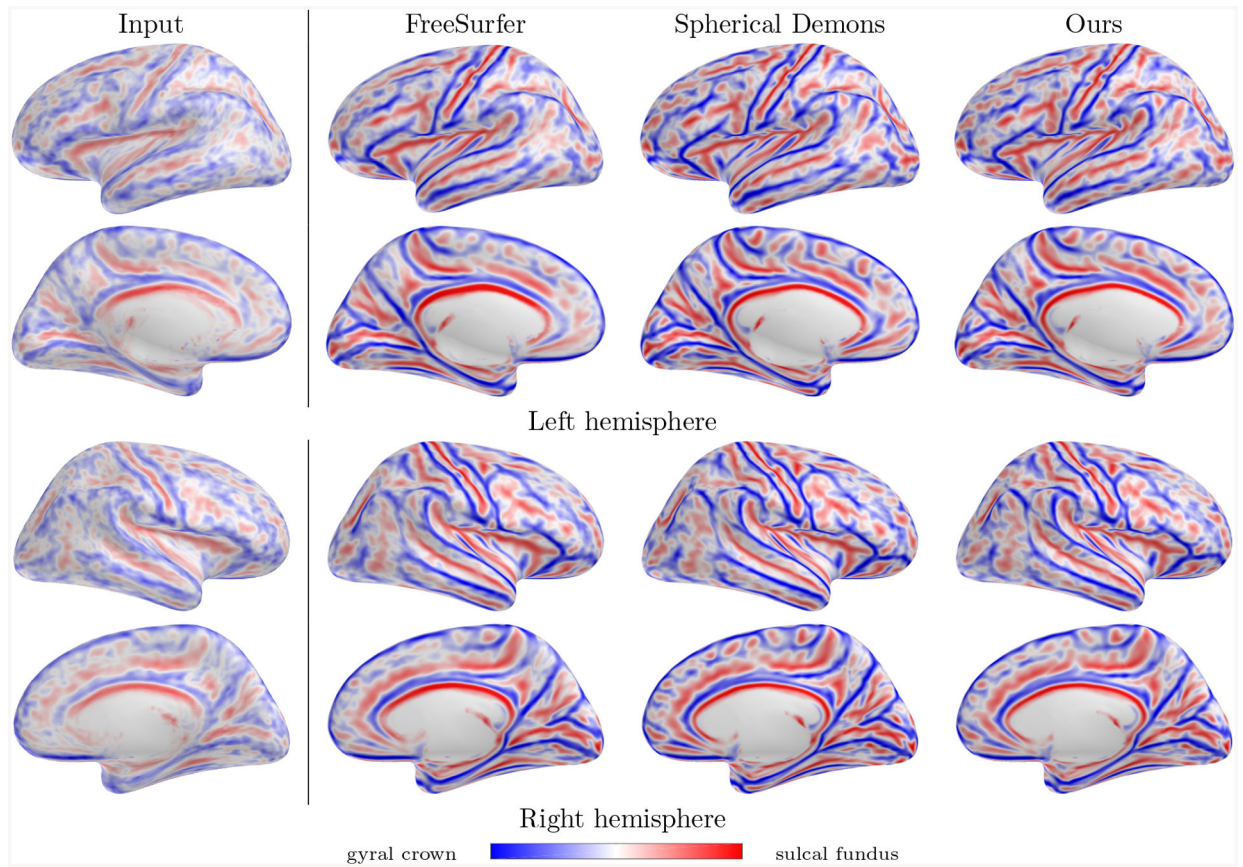 Input FreeSurfer Spherical Demons Ours
Left hemisphere
Right hemisphere
gyral crown sulcal fundus